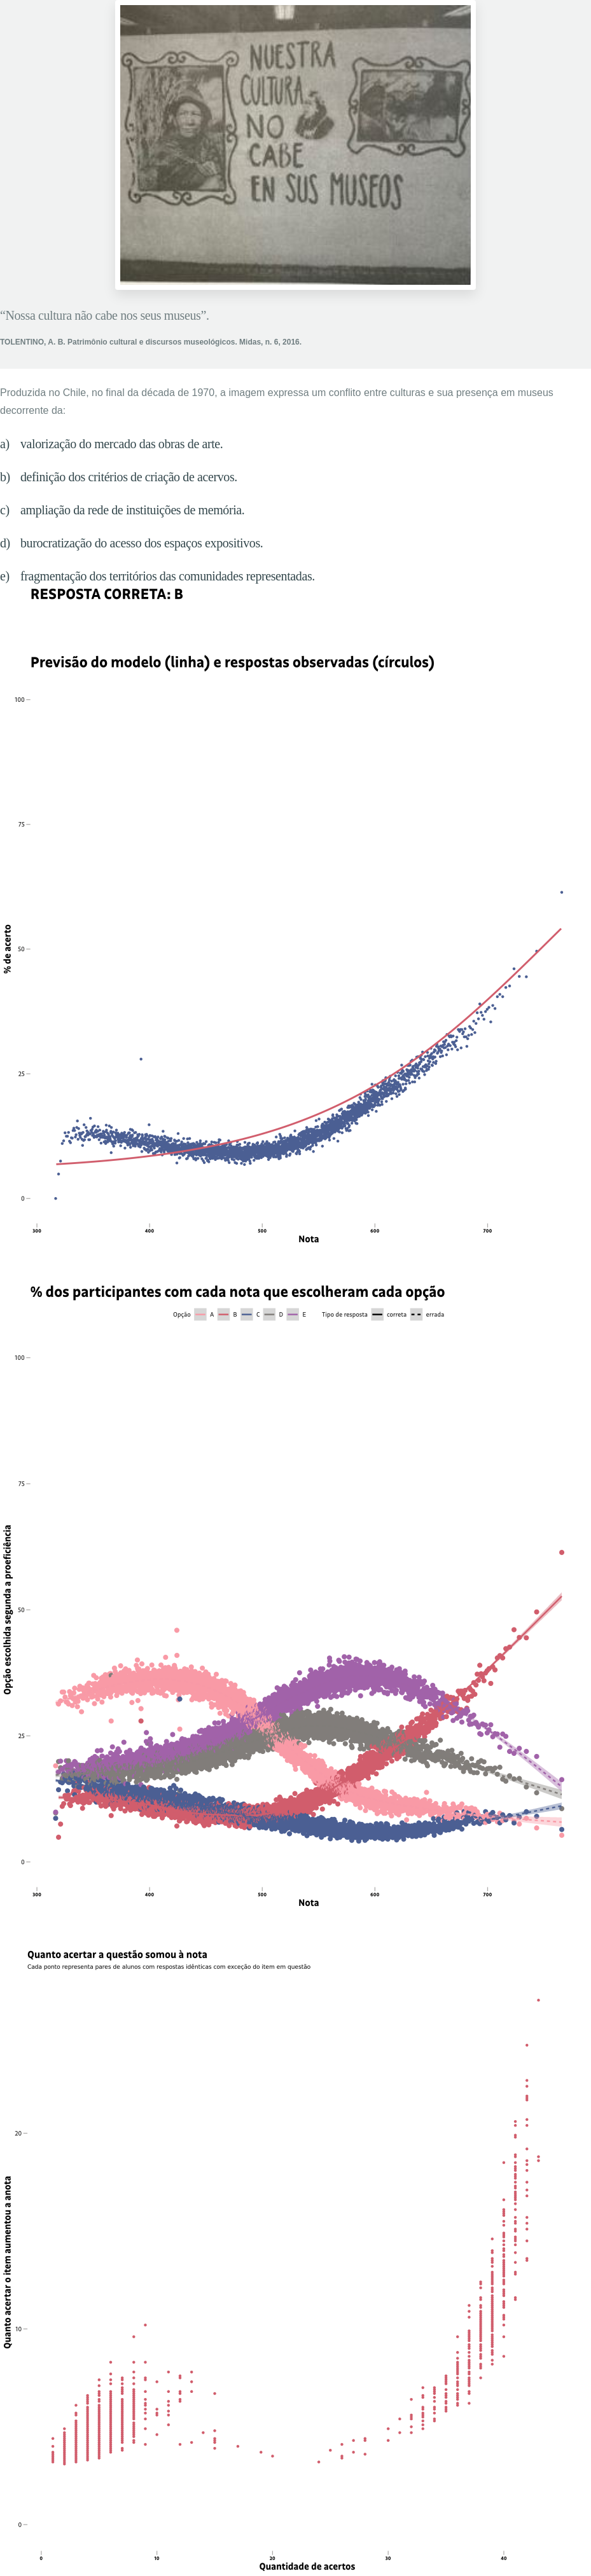 NUESTRA
CULTURA
NO
CABE
EN SUS MUSEOS
“Nossa cultura não cabe nos seus museus”.
TOLENTINO, A. B. Patrimônio cultural e discursos museológicos. Midas, n. 6, 2016.
Produzida no Chile, no final da década de 1970, a imagem expressa um conflito entre culturas e sua presença em museus
decorrente da:
a) valorização do mercado das obras de arte.
b) definição dos critérios de criação de acervos.
c) ampliação da rede de instituições de memória.
d) burocratização do acesso dos espaços expositivos.
e) fragmentação dos territórios das comunidades representadas.
RESPOSTA CORRETA: B
Previsão do modelo (linha) e respostas observadas (círculos)
100
75
50
25
0
% de acerto
300 400 500 600 700
Nota
% dos participantes com cada nota que escolheram cada opção
Opção A B C D E Tipo de resposta correta errada
100
75
50
25
0
Opção escolhida segunda a proeficiência
300 400 500 600 700
Nota
Quanto acertar a questão somou à nota
Cada ponto representa pares de alunos com respostas idênticas com exceção do item em questão
20
10
0
Quanto acertar o item aumentou a anota
0 10 20 30 40
Quantidade de acertos